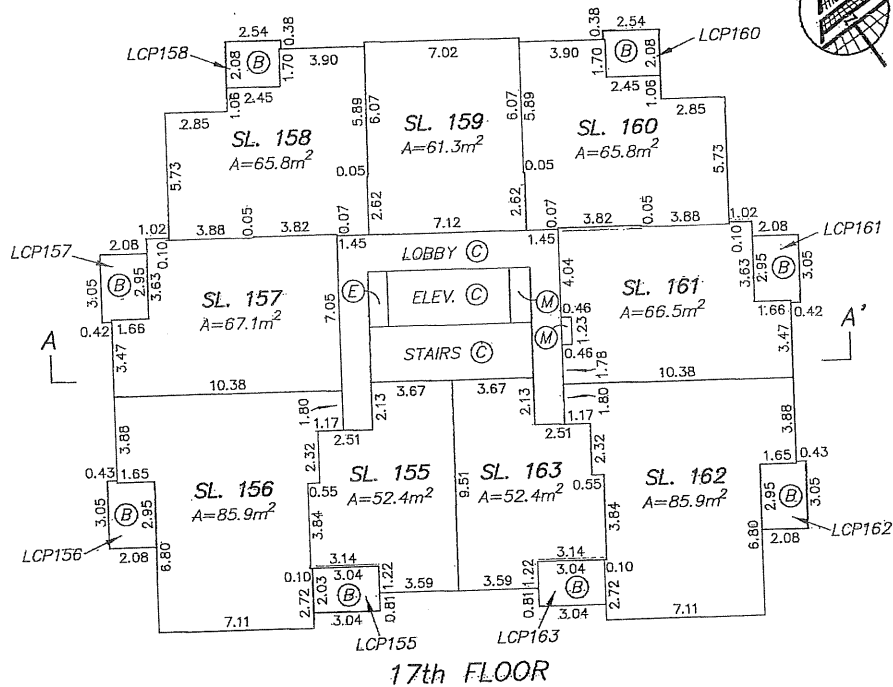 2.54 0.38 0.38 2.54
LCP158 LCP160
B B
2.08 1.70 3.90 7.02 3.90 1.70 2.08
2.45 2.45
1.06 1.06
2.85 5.89 6.07 6.07 5.89 2.85
SL. 158 SL. 159 SL. 160
A=65.8m² A=61.3m² A=65.8m²
5.73 5.73
0.05 0.05
2.62 2.62
1.02 3.88 0.05 3.82 0.07 7.12 0.07 3.82 0.05 3.88 1.02
LCP157 2.08 0.10 1.45 1.45 0.10 2.08 LCP161
LOBBY C
3.05 B 2.95 3.63 3.63 2.95 B 3.05
SL. 157 7.05 E ELEV. C M 4.04 SL. 161
A=67.1m² A=66.5m²
0.42 1.66 0.46 1.66 0.42
M 1.23
A A'
3.47 STAIRS C 0.46 3.47
1.78
10.38 3.67 3.67 10.38
1.80 2.13 2.13 1.80
3.88 1.17 1.17 3.88
2.51 2.51
2.32 2.32
0.43 1.65 SL. 155 SL. 163 1.65 0.43
SL. 156 A=52.4m² 9.51 A=52.4m² SL. 162
A=85.9m² 0.55 0.55 A=85.9m²
3.05 B 2.95 2.95 B 3.05
LCP156 3.84 3.84 LCP162
2.08 2.08
6.80 6.80
3.14 3.14
0.10 3.04 1.22 1.22 3.04 0.10
3.59 3.59
2.72 2.03 B 0.81 0.81 B 2.72
7.11 3.04 3.04 7.11
LCP155 LCP163
17th FLOOR